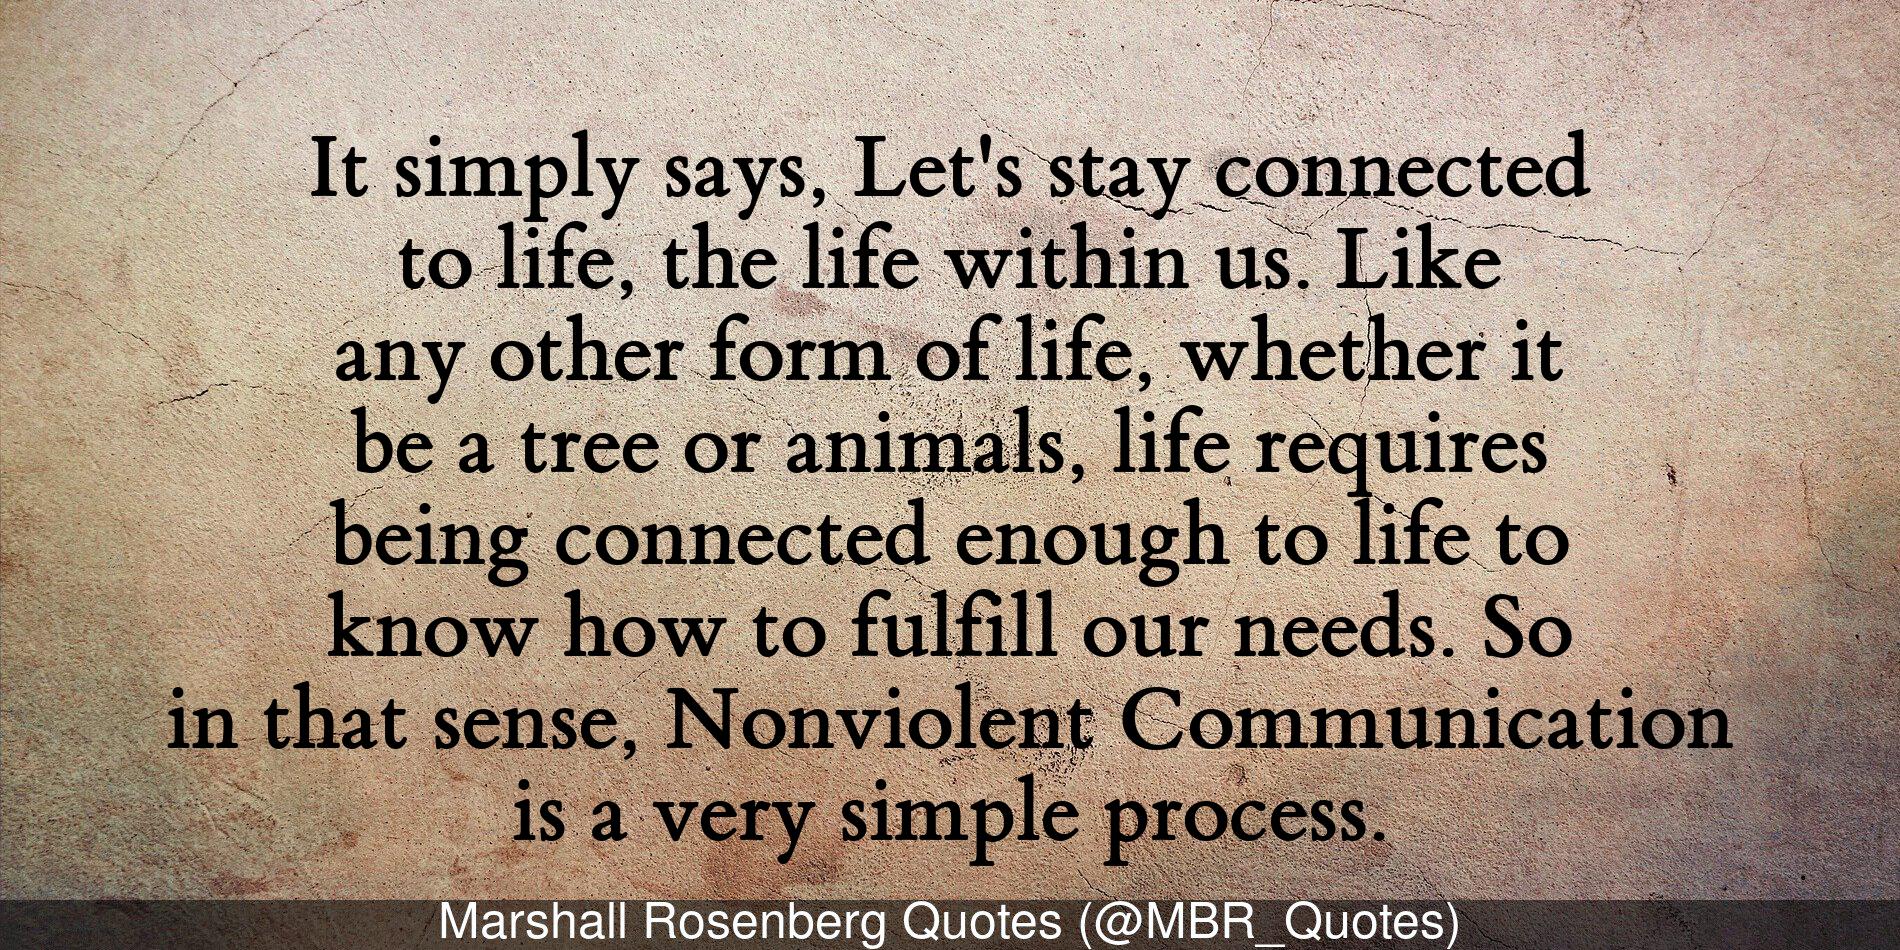 It simply says, Let's stay connected
to life, the life within us. Like
any other form of life, whether it
be a tree or animals, life requires
being connected enough to life to
know how to fulfill our needs. So
in that sense, Nonviolent Communication
is a very simple process.
Marshall Rosenberg Quotes (@MBR_Quotes)